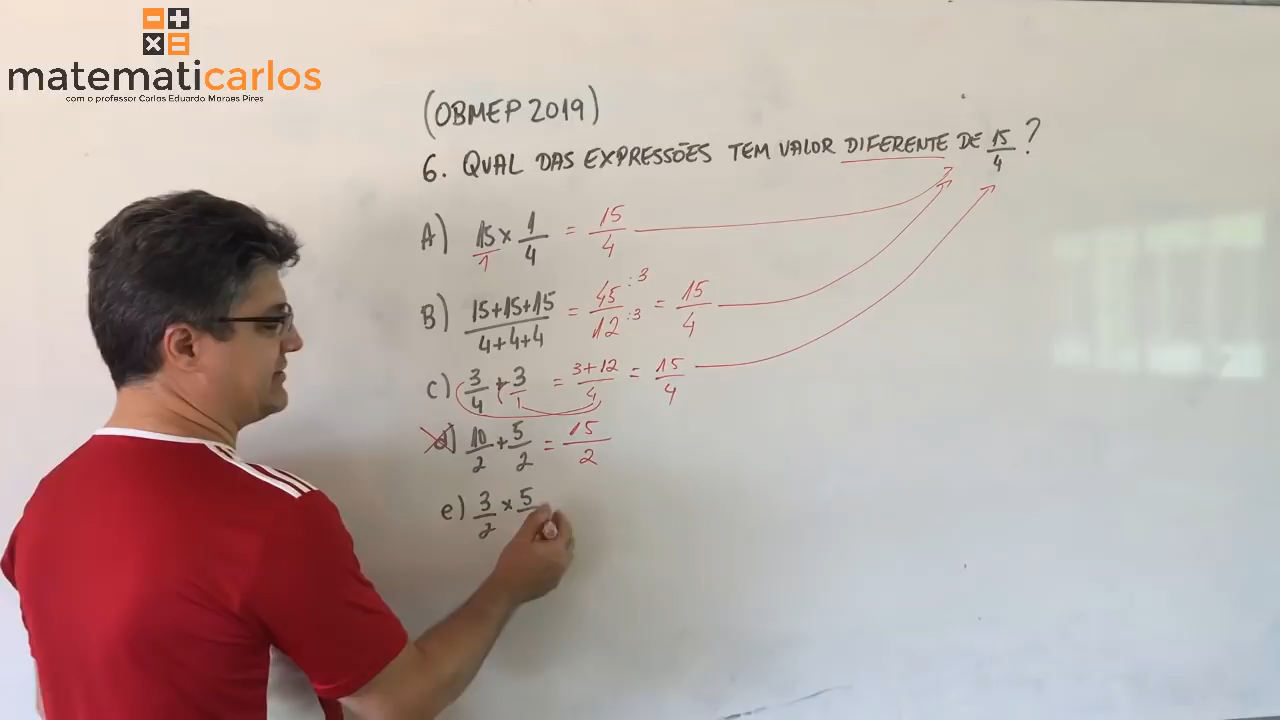 matematicarlos
com o professor Carlos Eduardo Moraes Pires
(OBMEP 2019)
6. QUAL DAS EXPRESSÕES TEM VALOR DIFERENTE DE 15/4?
A) 15/1 × 1/4 = 15/4
B) 15+15+15/4+4+4 = 45/12 :3 :3 = 15/4
C) 3/4 + 3/1 = 3+12/4 = 15/4
d) 10/2 + 5/2 = 15/2
e) 3/2 × 5